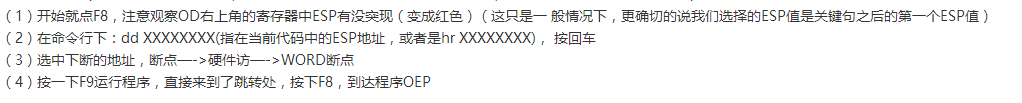 （1）开始就点F8，注意观察OD右上角的寄存器中ESP有没突现（变成红色）（这只是一 般情况下，更确切的说我们选择的ESP值是关键句之后的第一个ESP值）
（2）在命令行下：dd XXXXXXXX(指在当前代码中的ESP地址，或者是hr XXXXXXXX)，按回车
（3）选中下断的地址，断点—->硬件访—->WORD断点
（4）按一下F9运行程序，直接来到了跳转处，按下F8，到达程序OEP